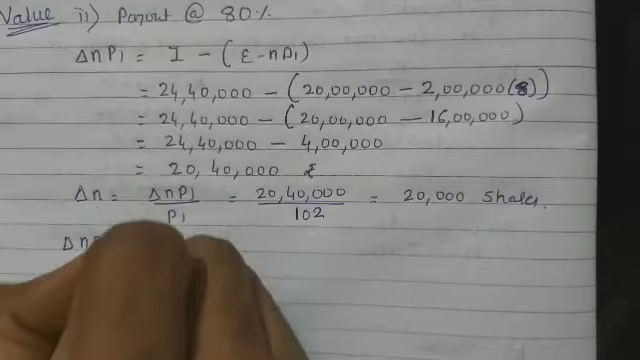 Value ii) Payout @ 80%
ΔnP1 = I - (E-nD1)
= 24,40,000 - (20,00,000 - 2,00,000(8))
= 24,40,000 - (20,00,000 - 16,00,000)
= 24,40,000 - 4,00,000
= 20,40,000 £
Δn = ΔnP1/P1 = 20,40,000/102 = 20,000 Shares.
Δn